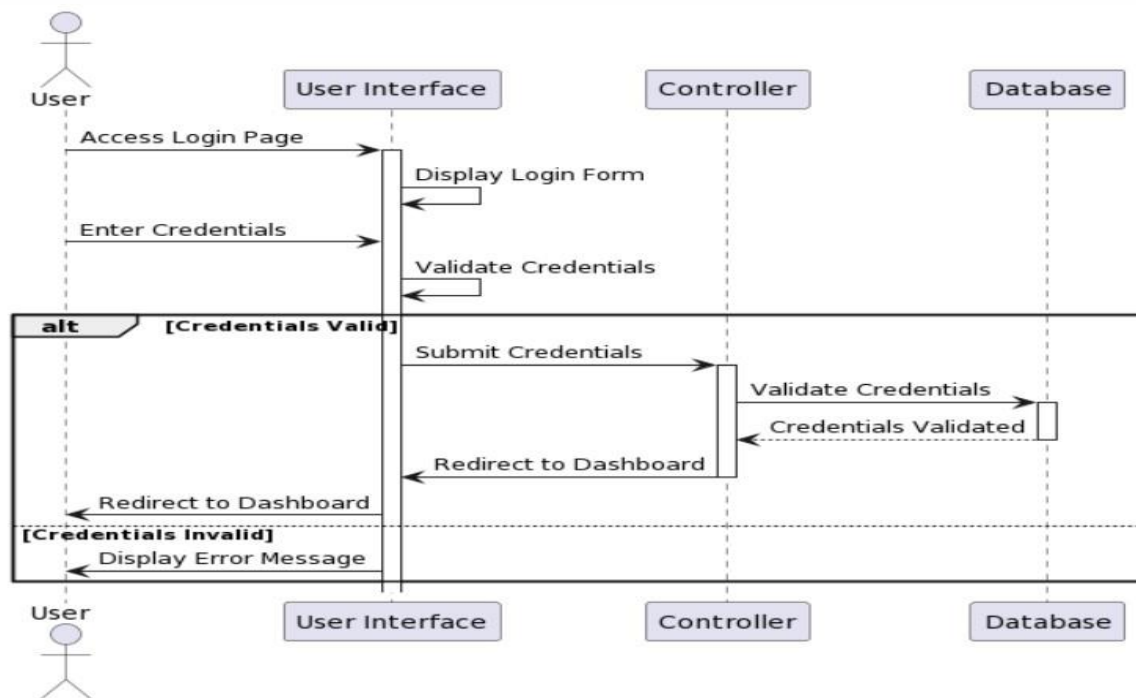 User
User Interface
Controller
Database
Access Login Page
Display Login Form
Enter Credentials
Validate Credentials
alt
[Credentials Valid]
Submit Credentials
Validate Credentials
Credentials Validated
Redirect to Dashboard
Redirect to Dashboard
[Credentials Invalid]
Display Error Message
User
User Interface
Controller
Database